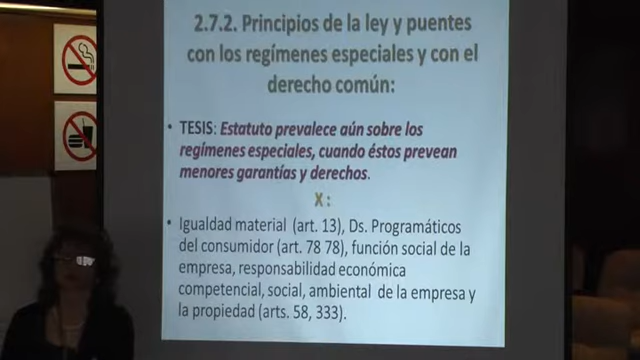 2.7.2. Principios de la ley y puentes
con los regímenes especiales y con el
derecho común:
• TESIS: Estatuto prevalece aún sobre los
regímenes especiales, cuando éstos prevean
menores garantías y derechos.
X :
• Igualdad material (art. 13), Ds. Programáticos
del consumidor (art. 78 78), función social de la
empresa, responsabilidad económica
competencial, social, ambiental de la empresa y
la propiedad (arts. 58, 333).